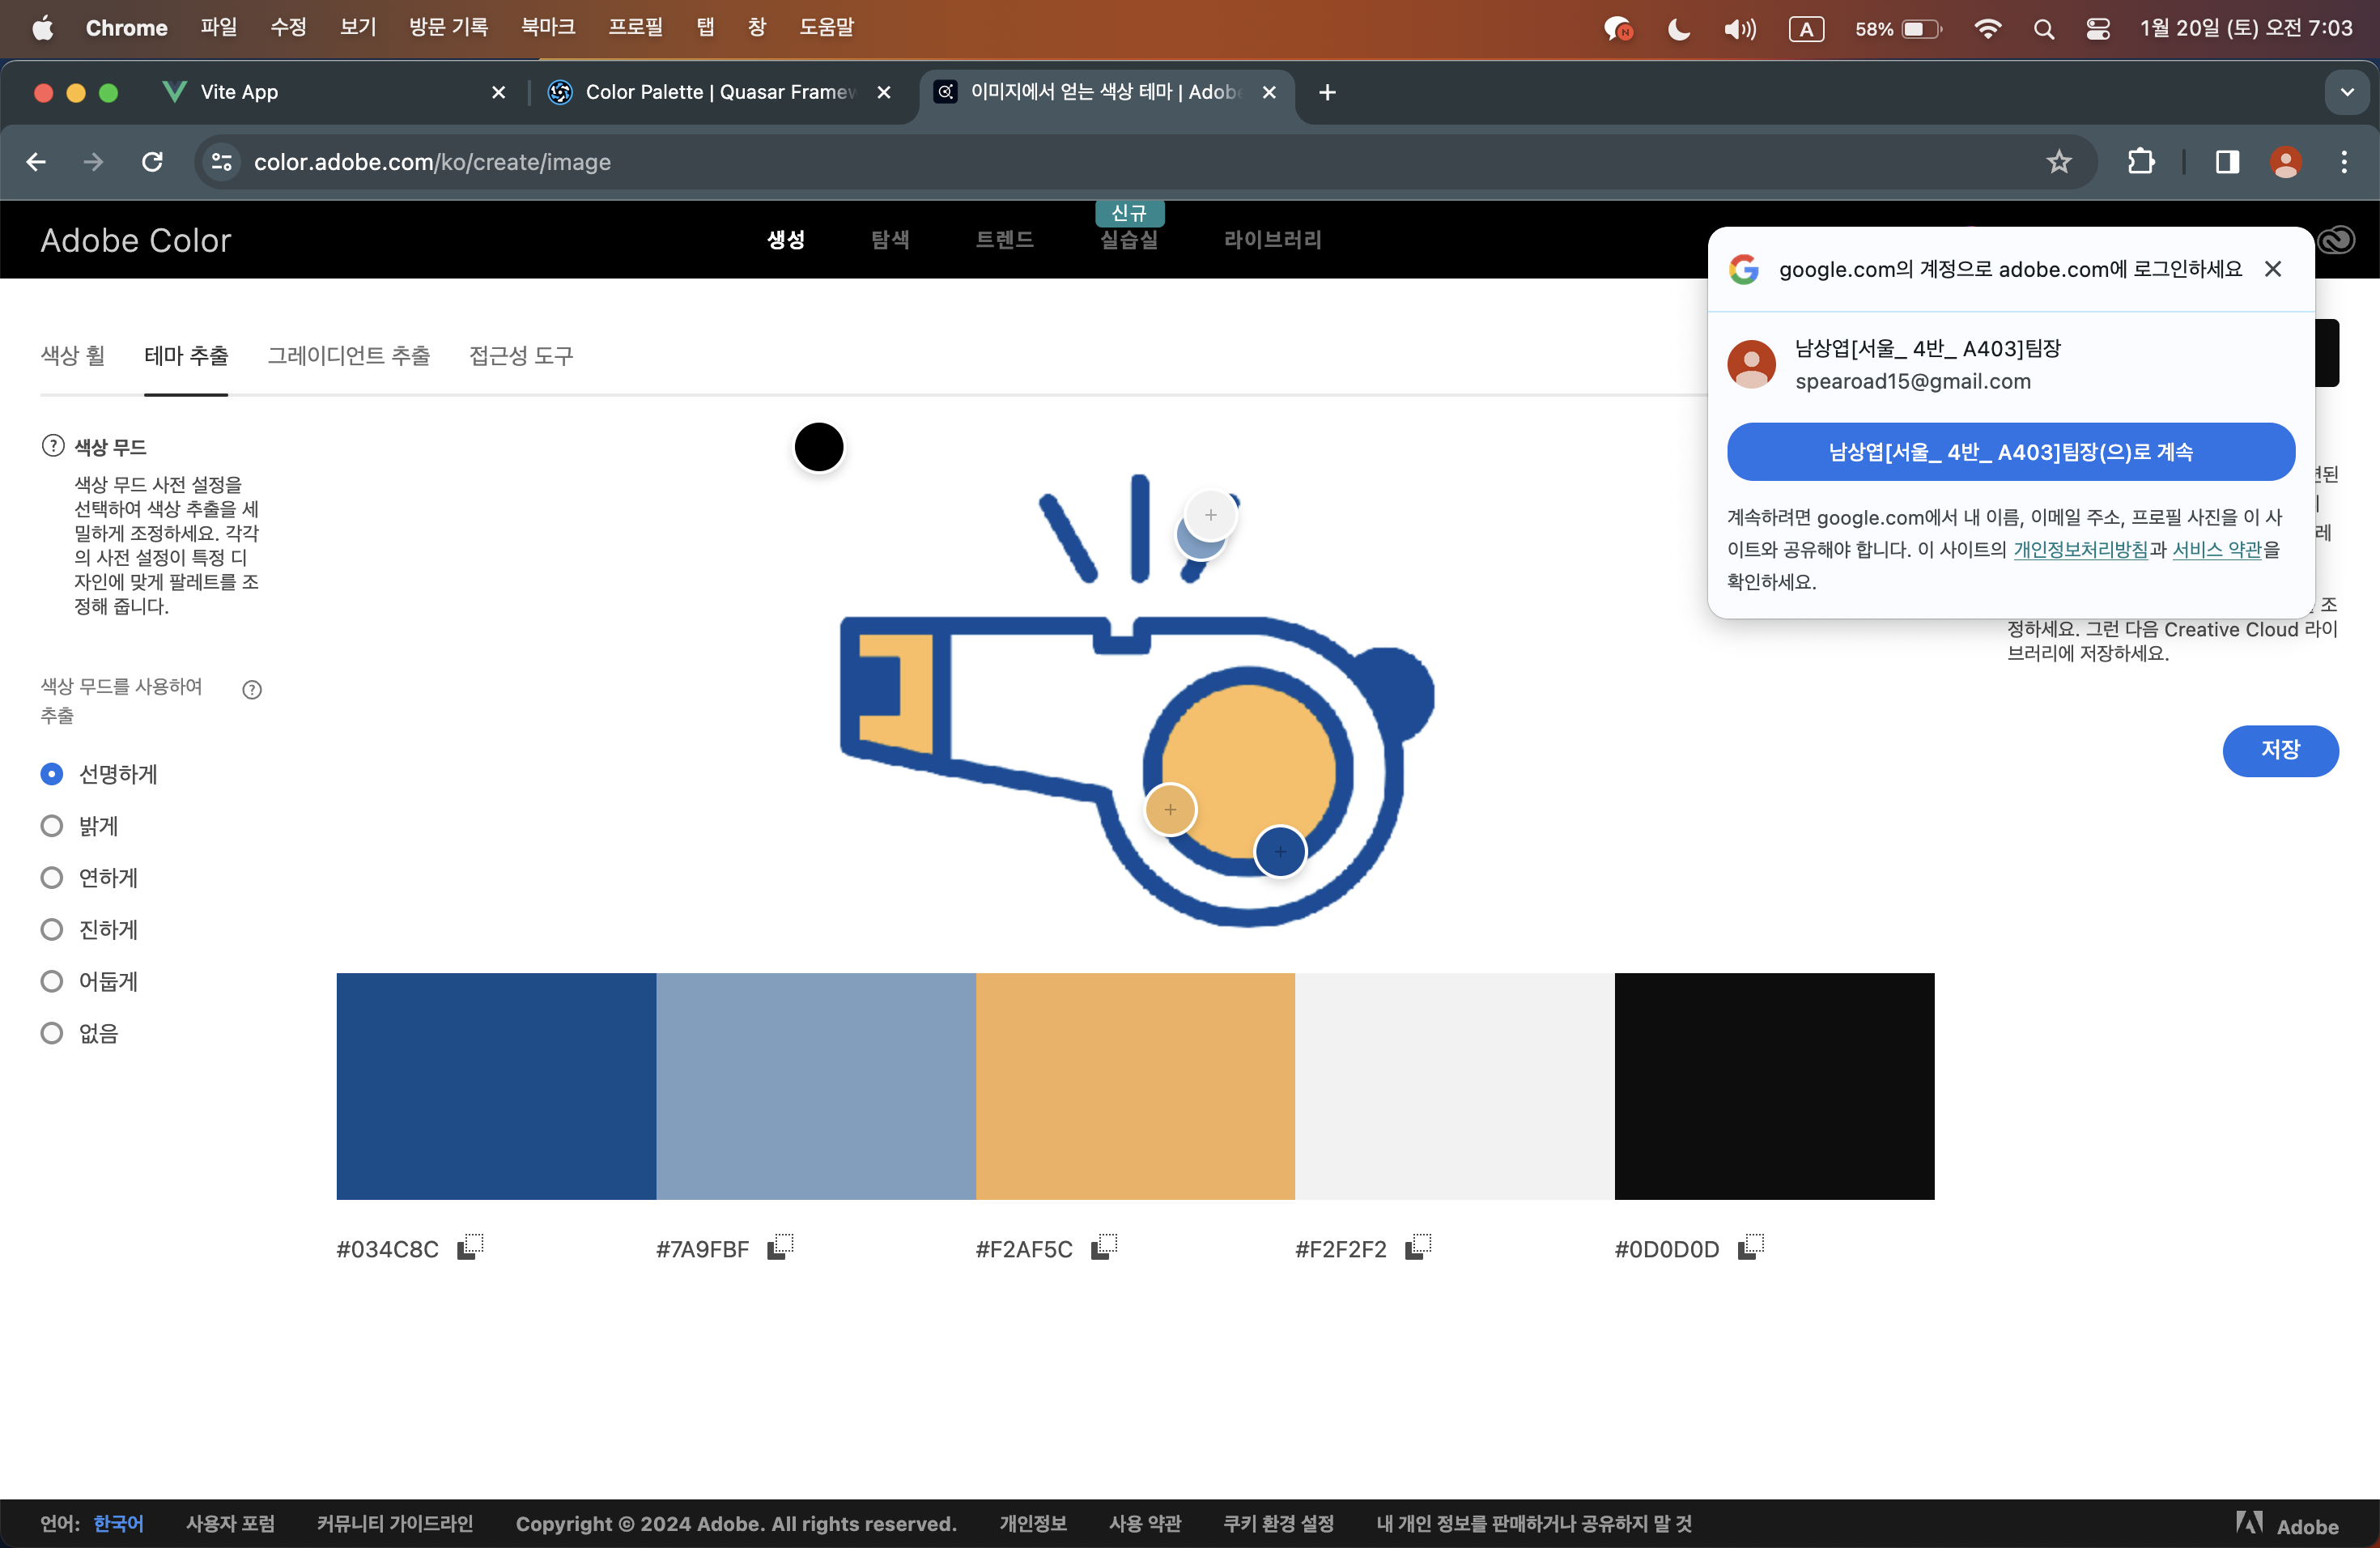 Chrome 파일 수정 보기 방문 기록 북마크 프로필 탭 창 도움말
N A 58% 1월 20일 (토) 오전 7:03
Vite App
Color Palette | Quasar Framew
이미지에서 얻는 색상 테마 | Adobe
color.adobe.com/ko/create/image
Adobe Color
생성 탐색 트렌드 실습실 라이브러리
신규
google.com의 계정으로 adobe.com에 로그인하세요
남상엽[서울_ 4반_ A403]팀장
spearoad15@gmail.com
남상엽[서울_ 4반_ A403]팀장(으)로 계속
계속하려면 google.com에서 내 이름, 이메일 주소, 프로필 사진을 이 사
이트와 공유해야 합니다. 이 사이트의 개인정보처리방침과 서비스 약관을
확인하세요.
색상 휠 테마 추출 그레이디언트 추출 접근성 도구
색상 무드
색상 무드 사전 설정을
선택하여 색상 추출을 세
밀하게 조정하세요. 각각
의 사전 설정이 특정 디
자인에 맞게 팔레트를 조
정해 줍니다.
색상 무드를 사용하여
추출
선명하게
밝게
연하게
진하게
어둡게
없음
조
정하세요. 그런 다음 Creative Cloud 라이
브러리에 저장하세요.
저장
#034C8C #7A9FBF #F2AF5C #F2F2F2 #0D0D0D
언어: 한국어 사용자 포럼 커뮤니티 가이드라인 Copyright © 2024 Adobe. All rights reserved. 개인정보 사용 약관 쿠키 환경 설정 내 개인 정보를 판매하거나 공유하지 말 것 Adobe